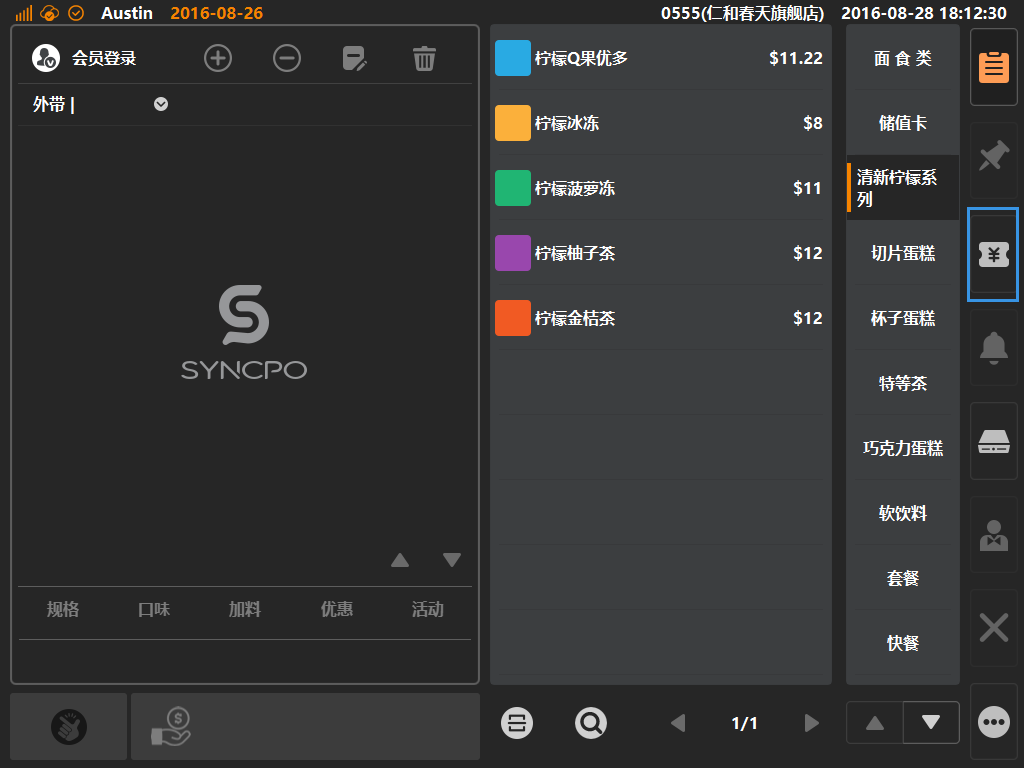 Austin 2016-08-26 0555(仁和春天旗舰店) 2016-08-28 18:12:30
会员登录
外带 |
SYNCPO
规格 口味 加料 优惠 活动
柠檬Q果优多 $11.22
柠檬冰冻 $8
柠檬菠萝冻 $11
柠檬柚子茶 $12
柠檬金桔茶 $12
1/1
面 食 类
储值卡
清新柠檬系
列
切片蛋糕
杯子蛋糕
特等茶
巧克力蛋糕
软饮料
套餐
快餐
¥
$